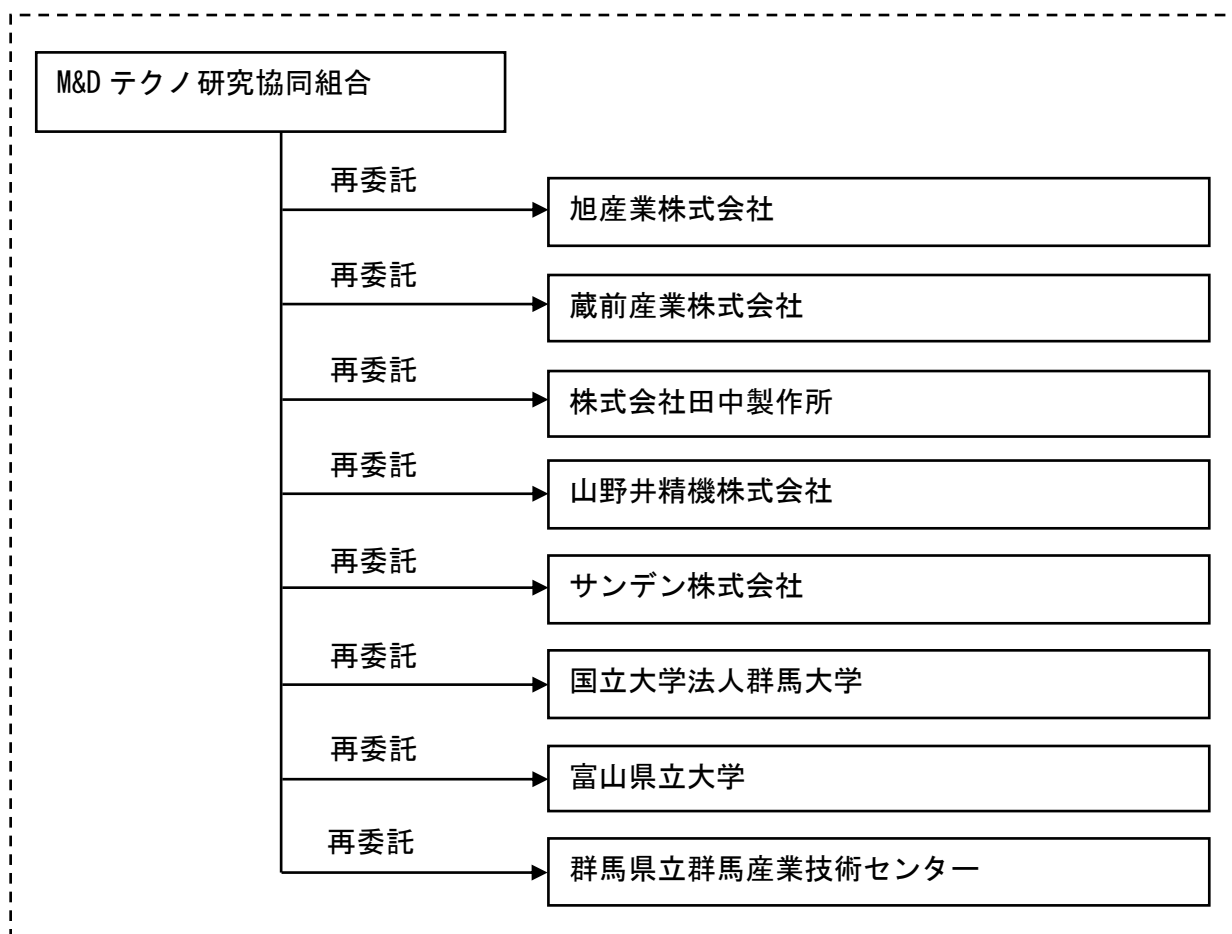 M&D テクノ研究協同組合
再委託
旭産業株式会社
再委託
蔵前産業株式会社
再委託
株式会社田中製作所
再委託
山野井精機株式会社
再委託
サンデン株式会社
再委託
国立大学法人群馬大学
再委託
富山県立大学
再委託
群馬県立群馬産業技術センター